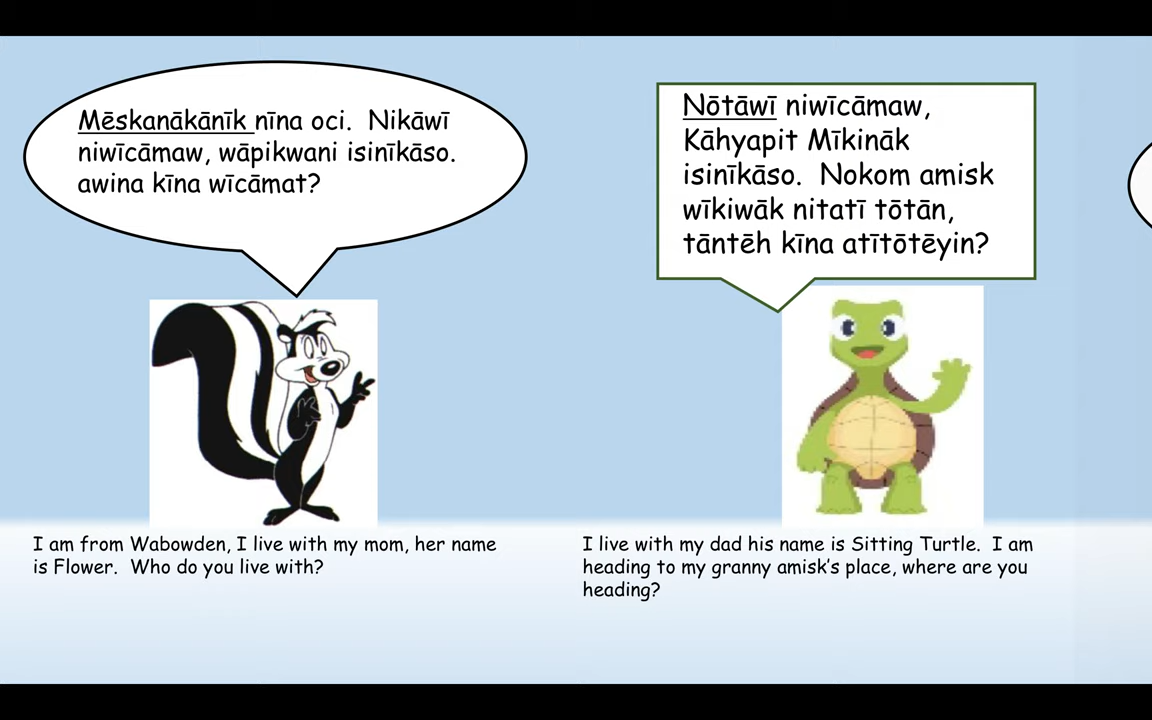 Mēskanākānīk nīna oci.  Nikāwī
niwīcāmaw, wāpikwani isinīkāso.
awina kīna wīcāmat?
Nōtāwī niwīcāmaw,
Kāhyapit Mīkināk
isinīkāso.  Nokom amisk
wīkiwāk nitatī tōtān,
tāntēh kīna atītōtēyin?
I am from Wabowden, I live with my mom, her name
is Flower.  Who do you live with?
I live with my dad his name is Sitting Turtle.  I am
heading to my granny amisk's place, where are you
heading?